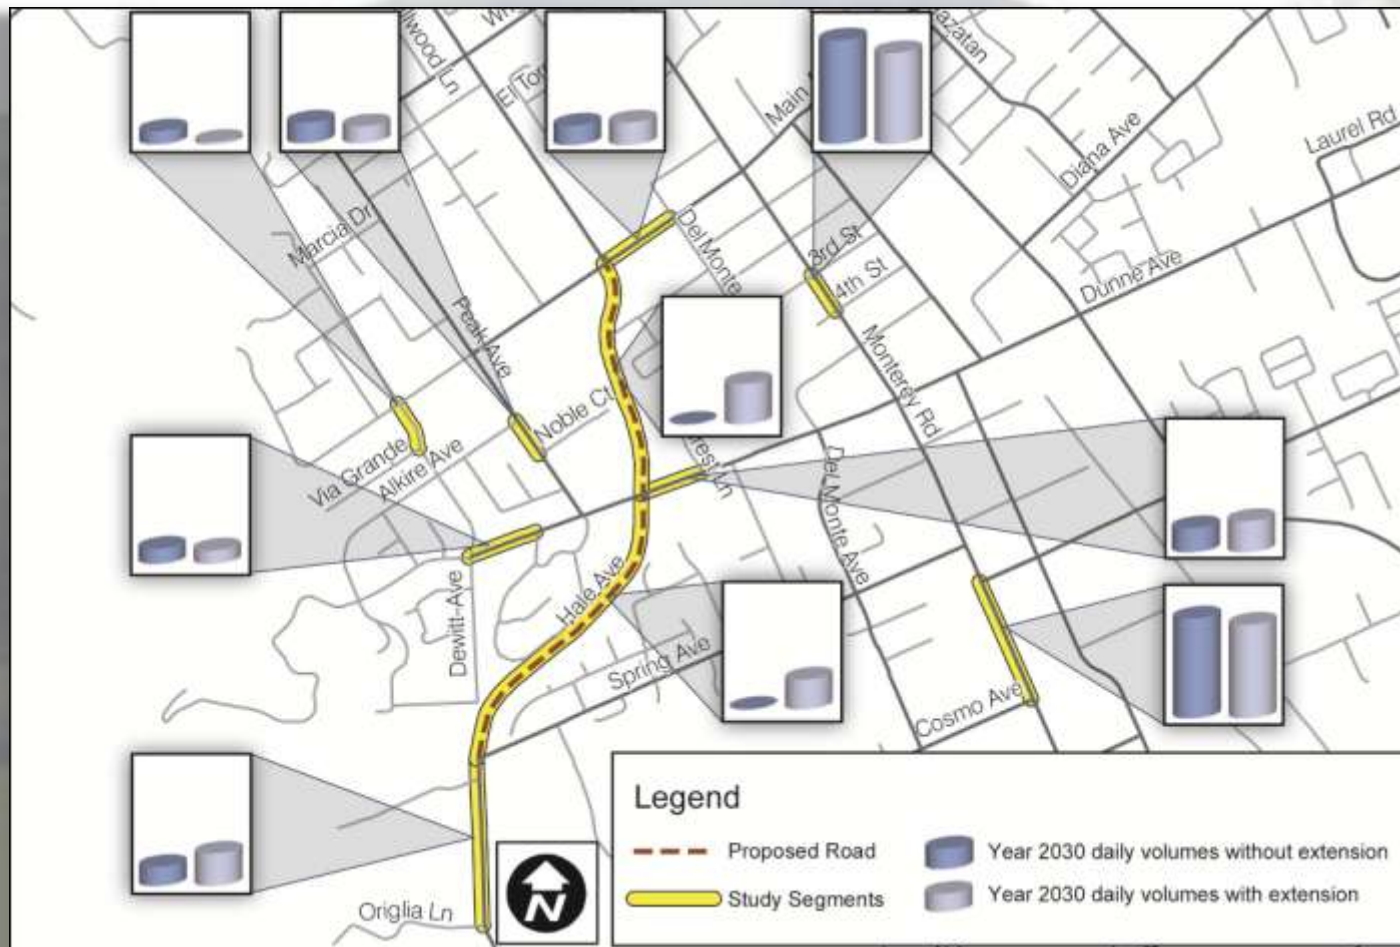 Main
Diana Ave
Laurel Rd
Marcia Dr
Del Monte
3rd St
4th St
Dunne Ave
Peak Ave
Monterey Rd
Noble Ct
Via Grande
Alkire Ave
Del Monte Ave
Dewitt-Ave
Hale Ave
Spring Ave
Cosmo Ave
Origlia Ln
N
Legend
Proposed Road
Study Segments
Year 2030 daily volumes without extension
Year 2030 daily volumes with extension